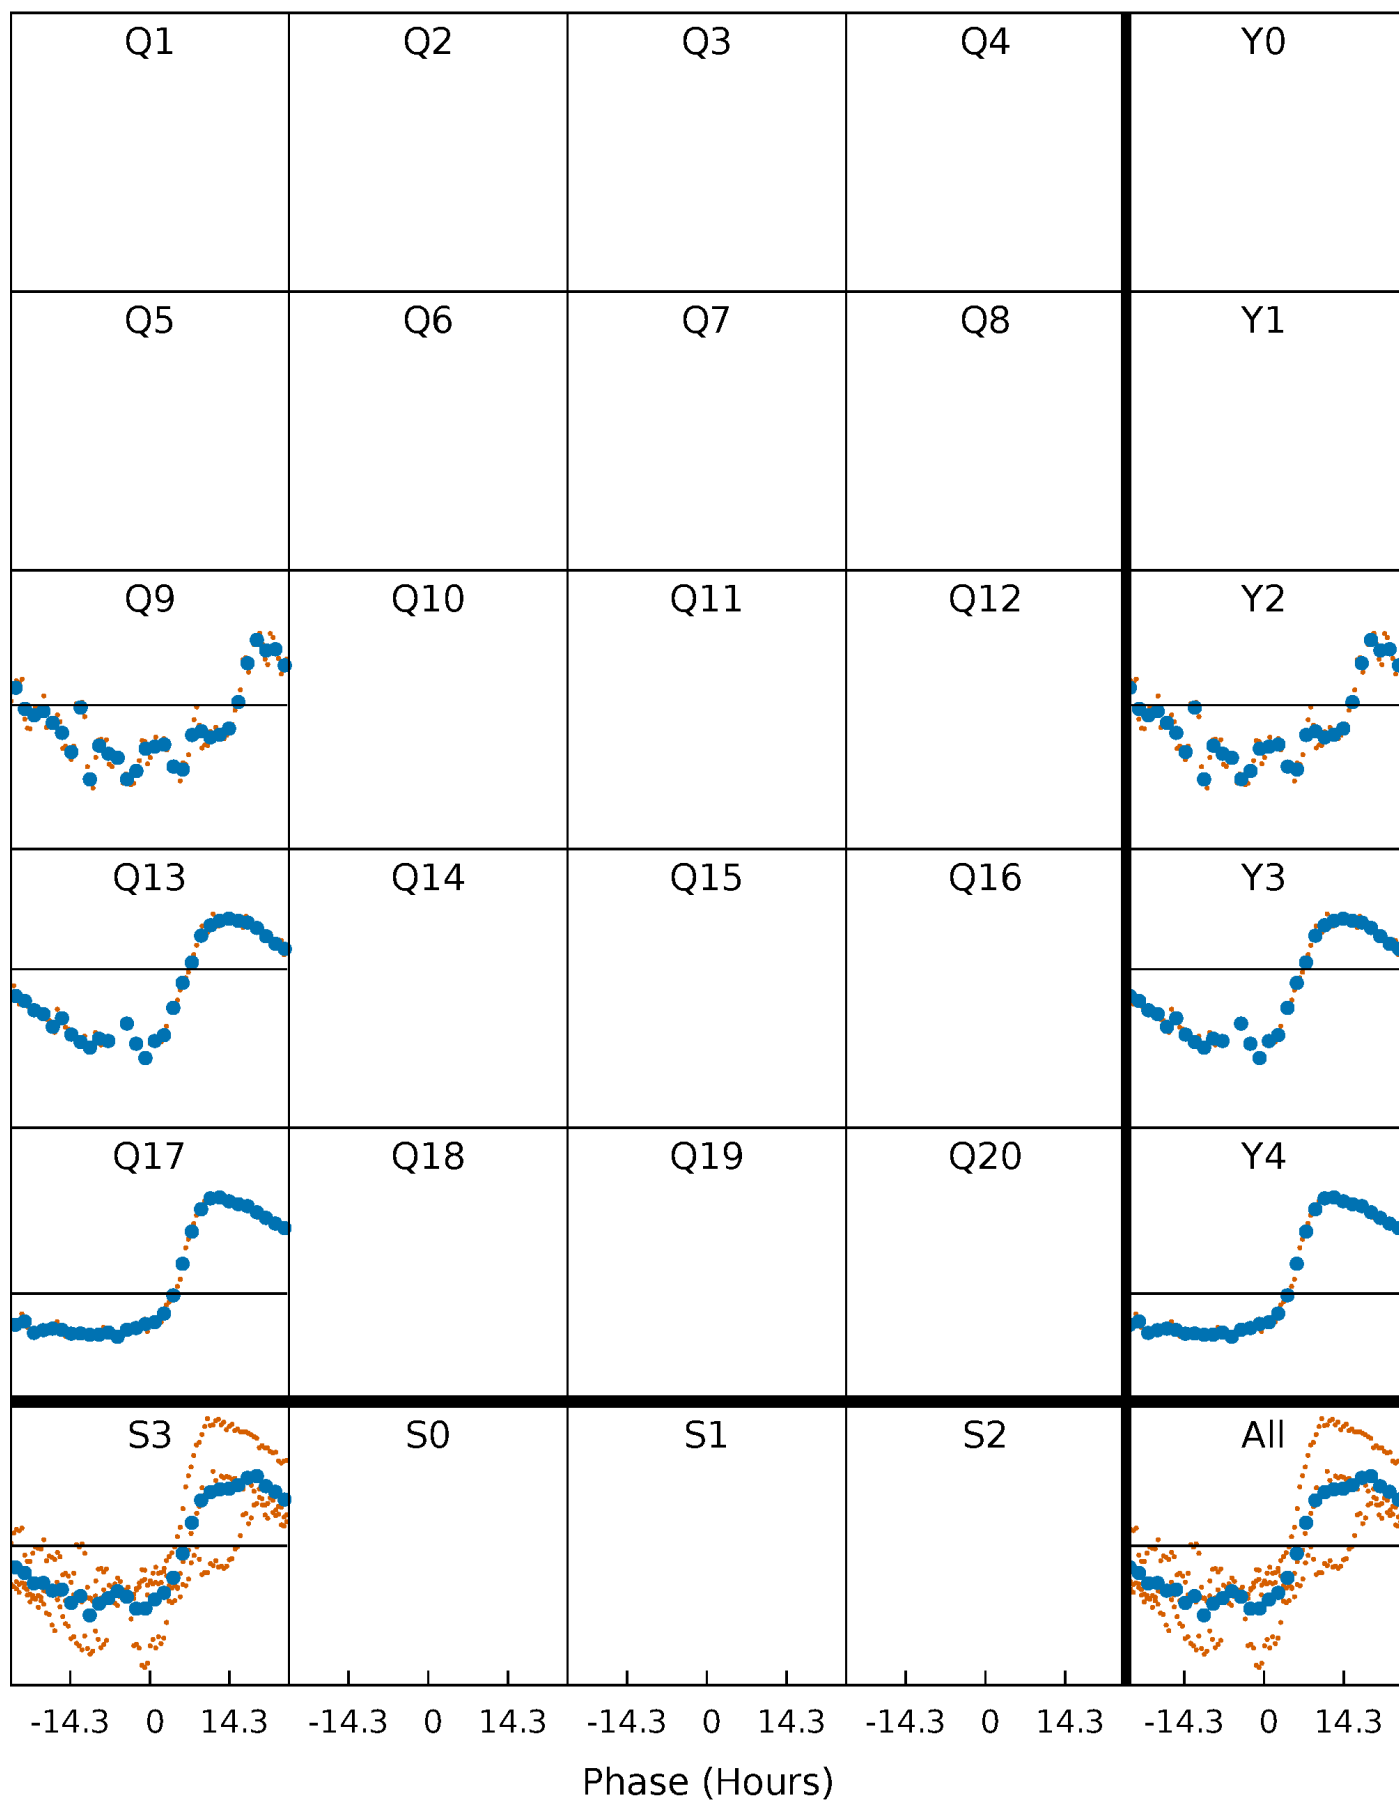 Q1 Q2 Q3 Q4 Y0
Q5 Q6 Q7 Q8 Y1
Q9 Q10 Q11 Q12 Y2
Q13 Q14 Q15 Q16 Y3
Q17 Q18 Q19 Q20 Y4
S3 S0 S1 S2 All
-14.3 0 14.3 -14.3 0 14.3 -14.3 0 14.3 -14.3 0 14.3 -14.3 0 14.3
Phase (Hours)